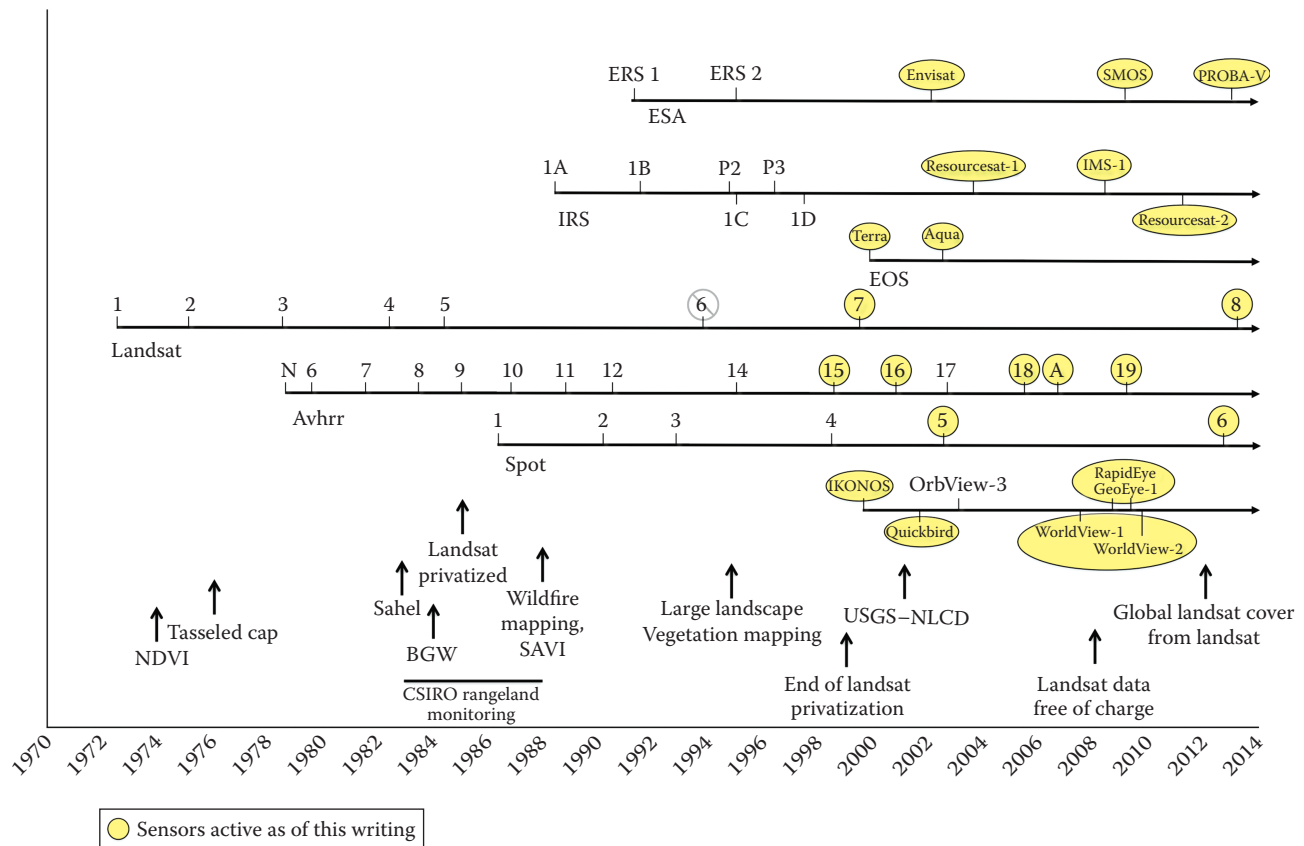 ERS 1 ERS 2 Envisat SMOS PROBA-V
ESA
1A 1B P2 P3 Resourcesat-1 IMS-1
IRS 1C 1D Resourcesat-2
Terra Aqua
EOS
1 2 3 4 5 6 7 8
Landsat
N 6 7 8 9 10 11 12 14 15 16 17 18 A 19
Avhrr
1 2 3 4 5 6
Spot
IKONOS OrbView-3 RapidEye
GeoEye-1
Quickbird WorldView-1
WorldView-2
Landsat
privatized
Sahel
Tasseled cap
NDVI
BGW
Wildfire
mapping,
SAVI
CSIRO rangeland
monitoring
Large landscape
Vegetation mapping
USGS–NLCD
End of landsat
privatization
Global landsat cover
from landsat
Landsat data
free of charge
1970 1972 1974 1976 1978 1980 1982 1984 1986 1988 1990 1992 1994 1996 1998 2000 2002 2004 2006 2008 2010 2012 2014
Sensors active as of this writing